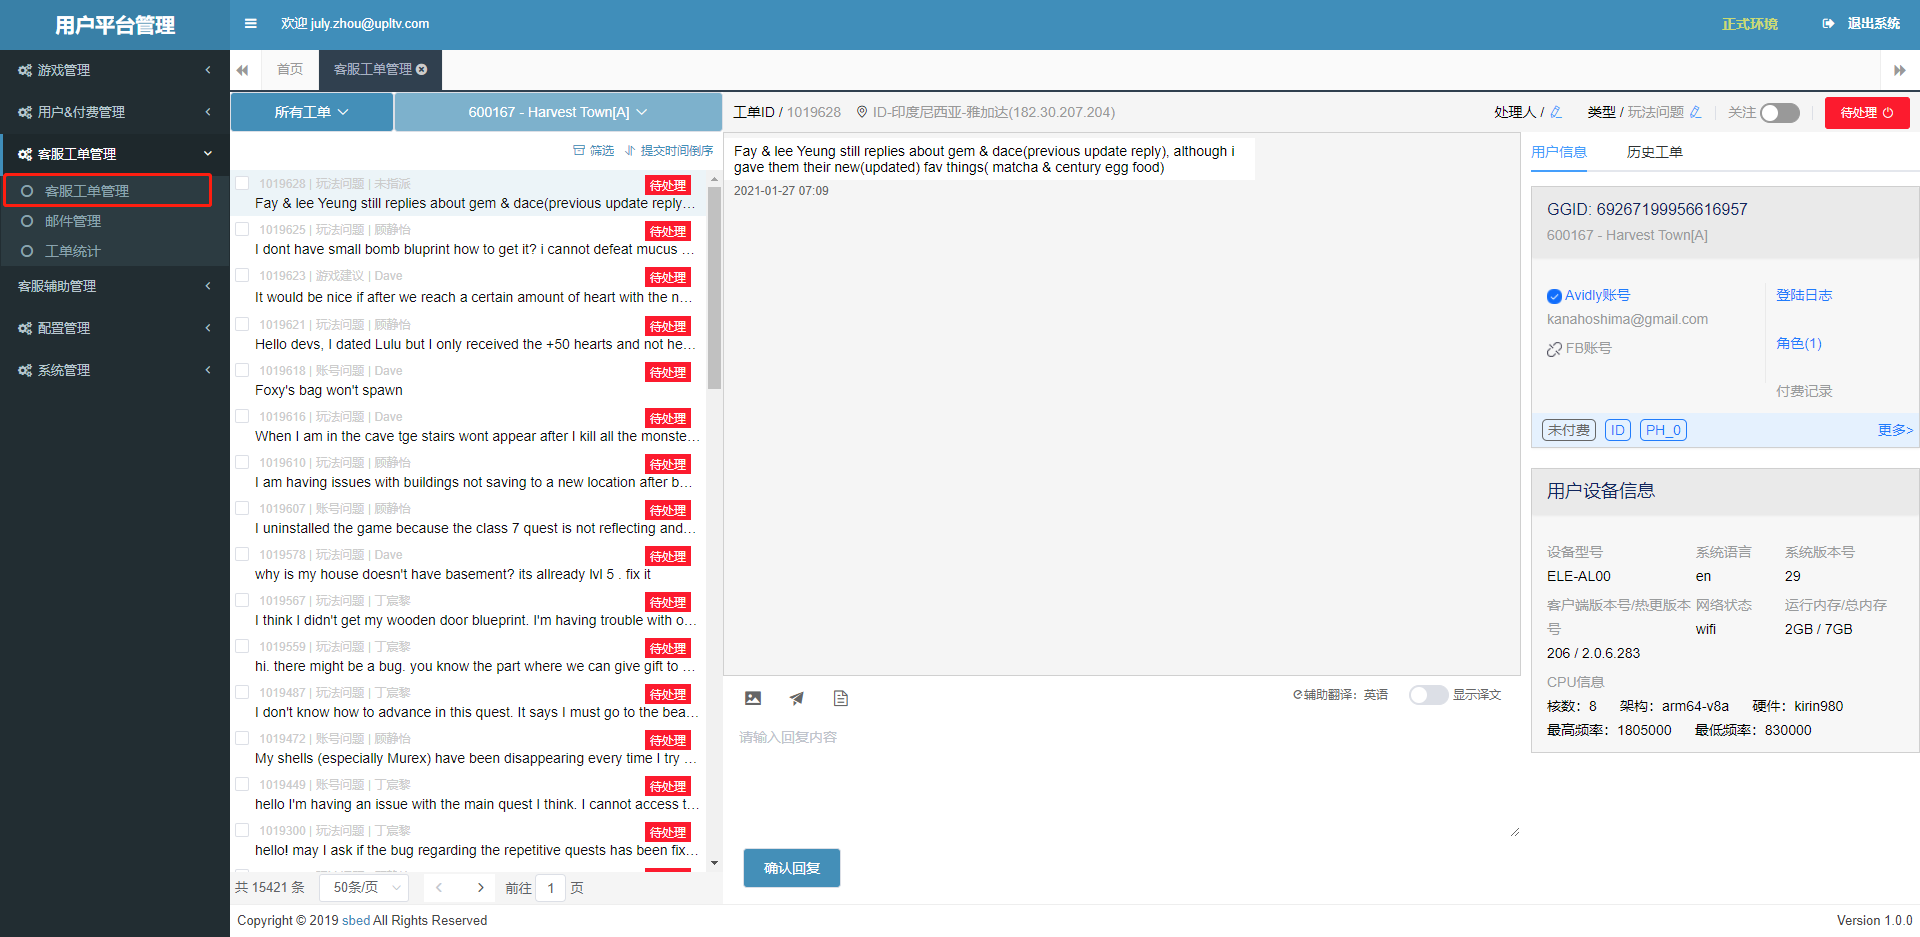 用户平台管理
欢迎 july.zhou@upltv.com
正式环境
退出系统
游戏管理
用户&付费管理
客服工单管理
客服工单管理
邮件管理
工单统计
客服辅助管理
配置管理
系统管理
首页
客服工单管理
所有工单
600167 - Harvest Town[A]
筛选
提交时间倒序
1019628 | 玩法问题 | 未指派
待处理
Fay & lee Yeung still replies about gem & dace(previous update reply...
1019625 | 玩法问题 | 顾静怡
待处理
I dont have small bomb bluprint how to get it? i cannot defeat mucus ...
1019623 | 游戏建议 | Dave
待处理
It would be nice if after we reach a certain amount of heart with the n...
1019621 | 玩法问题 | 顾静怡
待处理
Hello devs, I dated Lulu but I only received the +50 hearts and not he...
1019618 | 账号问题 | Dave
待处理
Foxy's bag won't spawn
1019616 | 玩法问题 | Dave
待处理
When I am in the cave tge stairs wont appear after I kill all the monste...
1019610 | 玩法问题 | 顾静怡
待处理
I am having issues with buildings not saving to a new location after b...
1019607 | 账号问题 | 顾静怡
待处理
I uninstalled the game because the class 7 quest is not reflecting and...
1019578 | 玩法问题 | Dave
待处理
why is my house doesn't have basement? its allready lvl 5 . fix it
1019567 | 玩法问题 | 丁宸黎
待处理
I think I didn't get my wooden door blueprint. I'm having trouble with o...
1019559 | 玩法问题 | 丁宸黎
待处理
hi. there might be a bug. you know the part where we can give gift to ...
1019487 | 玩法问题 | 丁宸黎
待处理
I don't know how to advance in this quest. It says I must go to the bea...
1019472 | 账号问题 | 顾静怡
待处理
My shells (especially Murex) have been disappearing every time I try ...
1019449 | 账号问题 | 丁宸黎
待处理
hello I'm having an issue with the main quest I think. I cannot access t...
1019300 | 玩法问题 | 丁宸黎
待处理
hello! may I ask if the bug regarding the repetitive quests has been fix...
共 15421 条
50条/页
前往 1 页
工单ID / 1019628
ID-印度尼西亚-雅加达(182.30.207.204)
处理人 /
类型 / 玩法问题
关注
待处理
Fay & lee Yeung still replies about gem & dace(previous update reply), although i
gave them their new(updated) fav things( matcha & century egg food)
2021-01-27 07:09
辅助翻译：英语
显示译文
请输入回复内容
确认回复
用户信息
历史工单
GGID: 69267199956616957
600167 - Harvest Town[A]
Avidly账号
kanahoshima@gmail.com
FB账号
登陆日志
角色(1)
付费记录
未付费
ID
PH_0
更多>
用户设备信息
设备型号
系统语言
系统版本号
ELE-AL00
en
29
客户端版本号/热更版本
号
网络状态
运行内存/总内存
wifi
2GB / 7GB
206 / 2.0.6.283
CPU信息
核数：8 架构：arm64-v8a 硬件：kirin980
最高频率：1805000 最低频率：830000
Copyright © 2019 sbed All Rights Reserved
Version 1.0.0